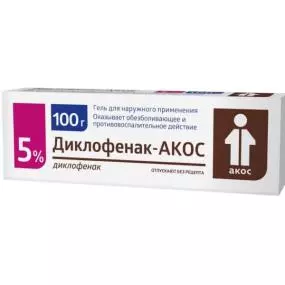 100 г
Гель для наружного применения
Оказывает обезболивающее и
противовоспалительное действие
5%
Диклофенак-АКОС
диклофенак
ОТПУСКАЮТ БЕЗ РЕЦЕПТА
акос